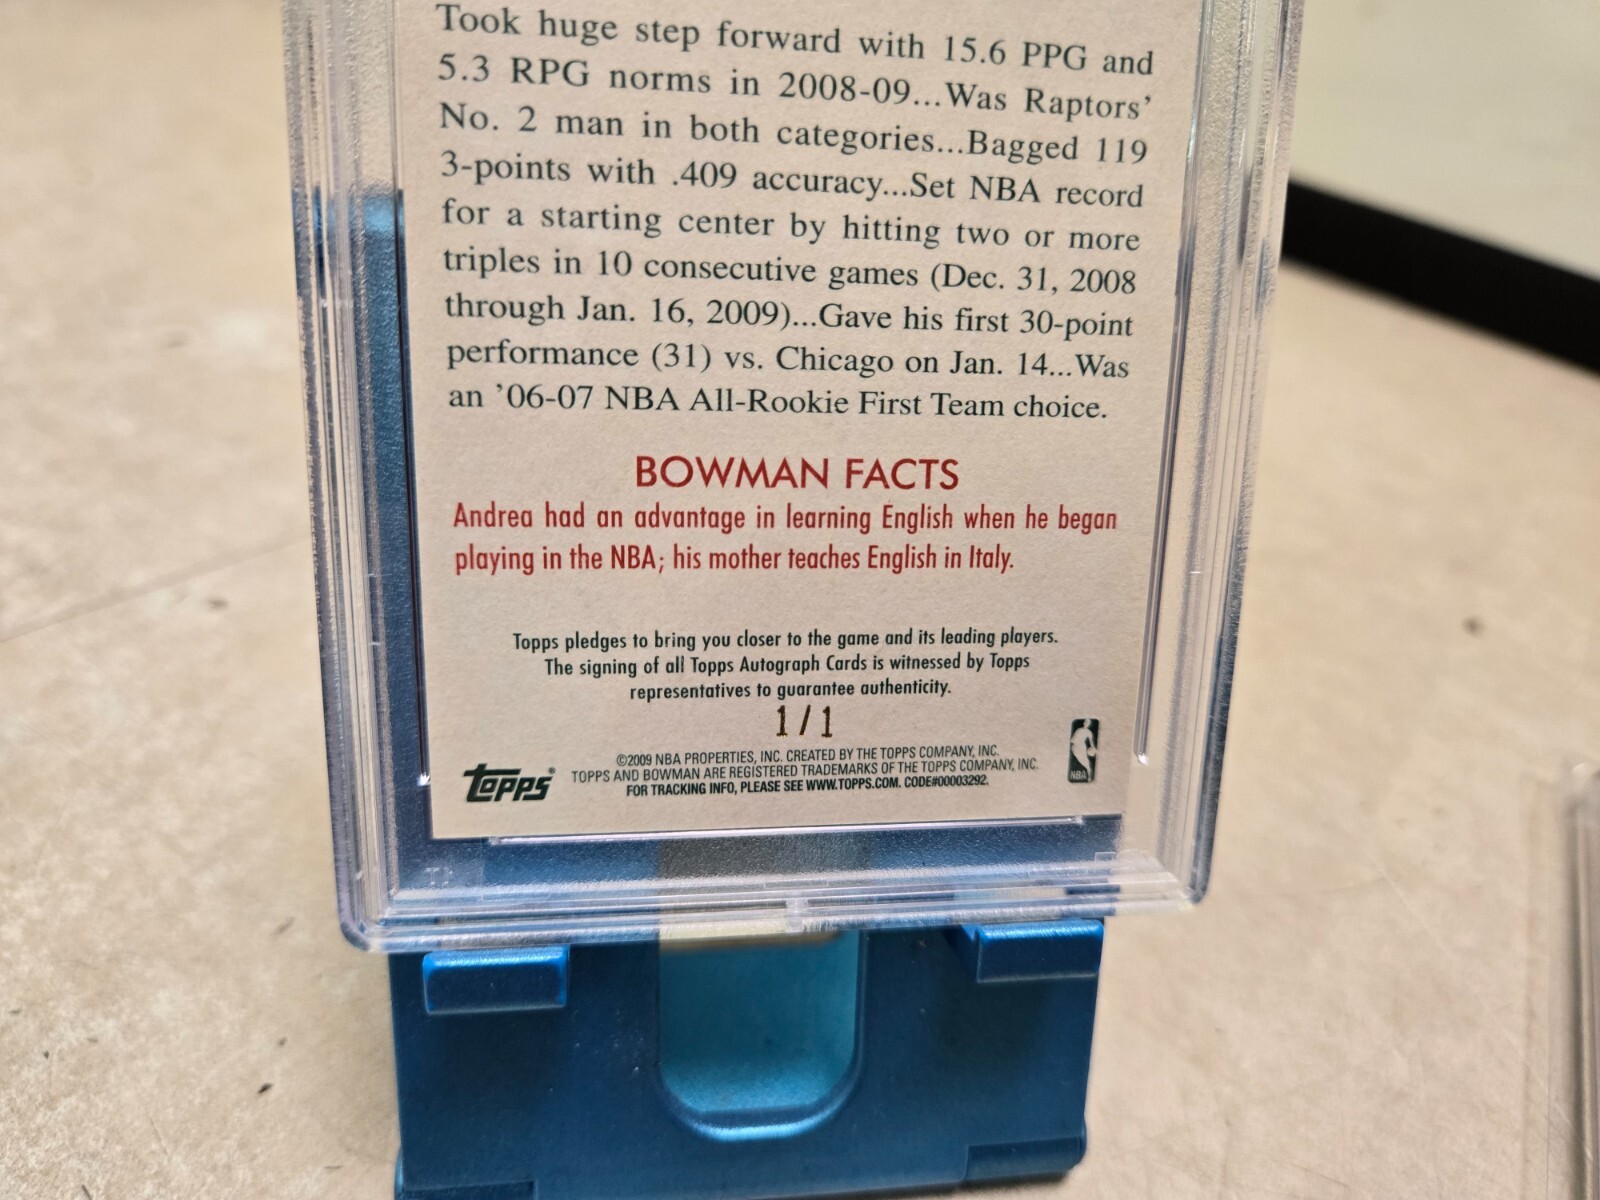 Took huge step forward with 15.6 PPG and
5.3 RPG norms in 2008-09...Was Raptors’
No. 2 man in both categories...Bagged 119
3-points with .409 accuracy...Set NBA record
for a starting center by hitting two or more
triples in 10 consecutive games (Dec. 31, 2008
through Jan. 16, 2009)...Gave his first 30-point
performance (31) vs. Chicago on Jan. 14...Was
an ’06-07 NBA All-Rookie First Team choice.
BOWMAN FACTS
Andrea had an advantage in learning English when he began
playing in the NBA; his mother teaches English in Italy.
Topps pledges to bring you closer to the game and its leading players.
The signing of all Topps Autograph Cards is witnessed by Topps
representatives to guarantee authenticity.
1/1
©2009 NBA PROPERTIES, INC. CREATED BY THE TOPPS COMPANY, INC.
TOPPS AND BOWMAN ARE REGISTERED TRADEMARKS OF THE TOPPS COMPANY, INC.
FOR TRACKING INFO, PLEASE SEE WWW.TOPPS.COM. CODE#00003292.
Topps®
NBA